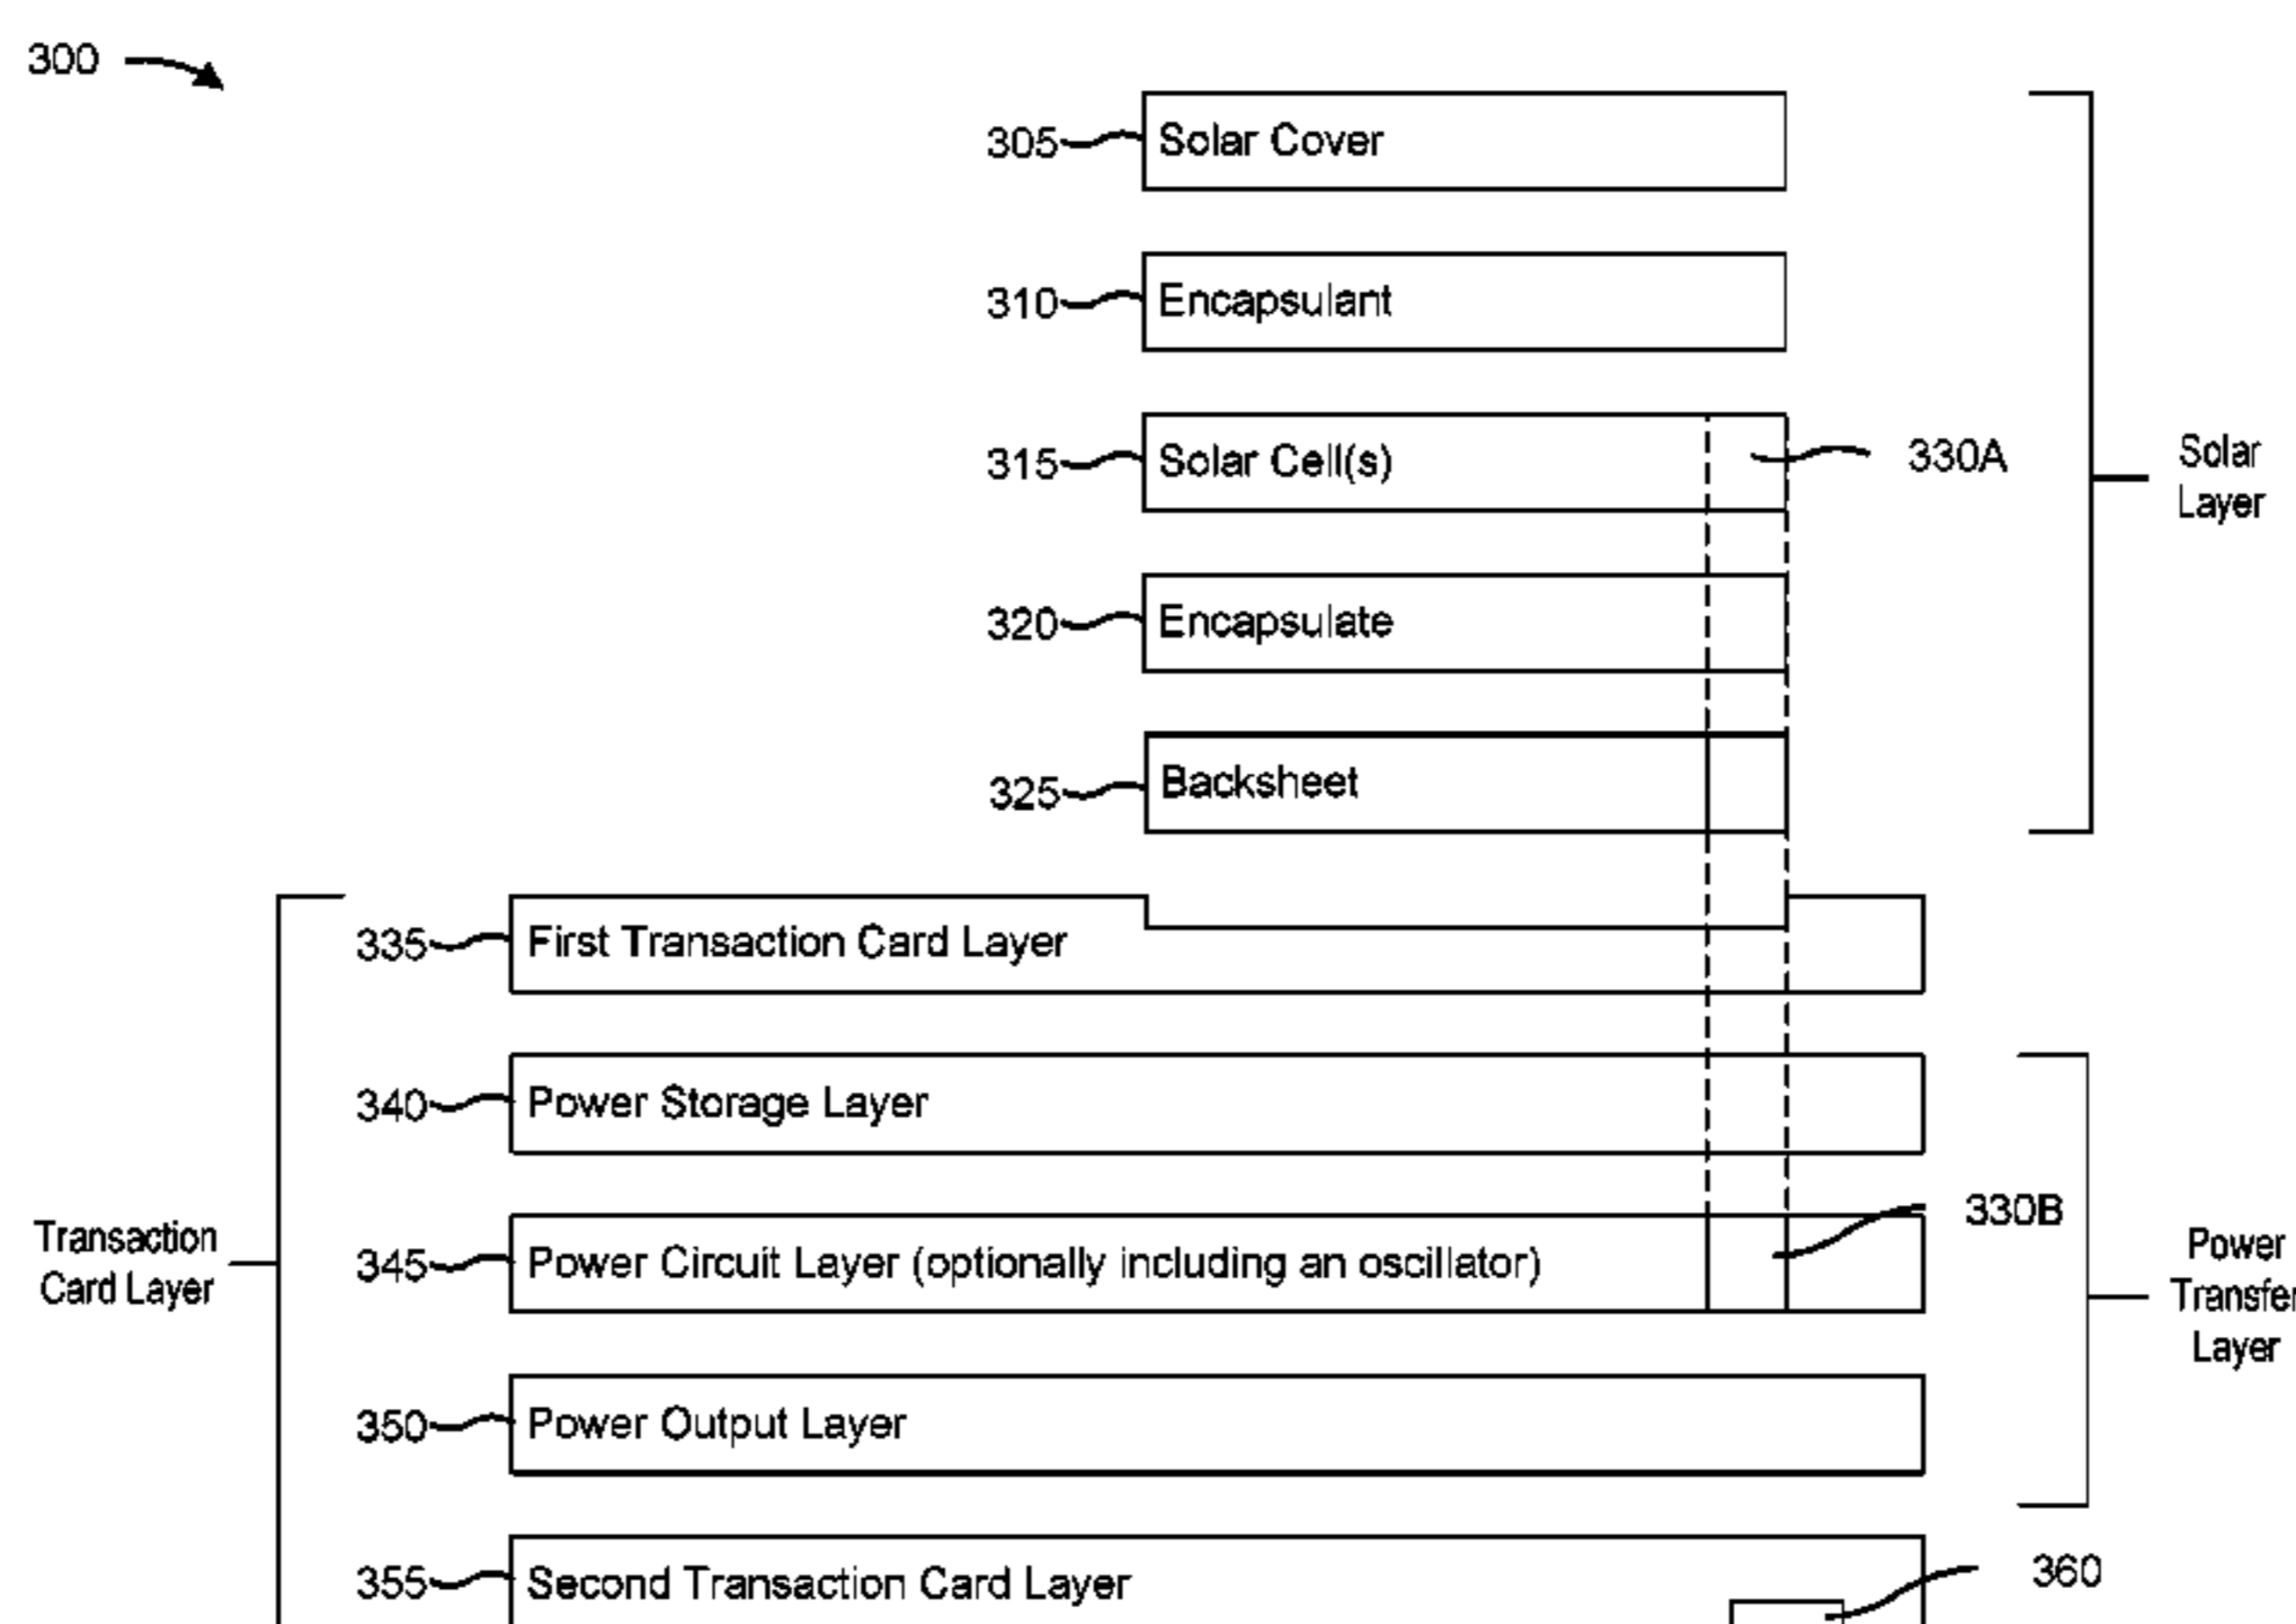 300
305 Solar Cover
310 Encapsulant
315 Solar Cell(s) 330A
Solar
Layer
320 Encapsulate
325 Backsheet
335 First Transaction Card Layer
340 Power Storage Layer
330B
Transaction
Card Layer
345 Power Circuit Layer (optionally including an oscillator)
Power
Transfer
Layer
350 Power Output Layer
355 Second Transaction Card Layer 360